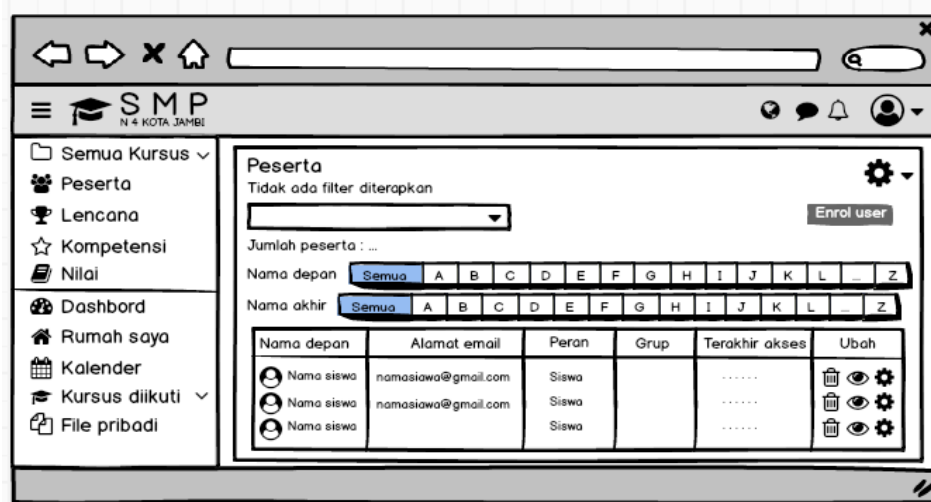 SMP
N 4 KOTA JAMBI
Semua Kursus
Peserta
Lencana
Kompetensi
Nilai
Dashbord
Rumah saya
Kalender
Kursus diikuti
File pribadi
Peserta
Tidak ada filter diterapkan
Enrol user
Jumlah peserta : ...
Nama depan Semua A B C D E F G H I J K L ... Z
Nama akhir Semua A B C D E F G H I J K L ... Z
Nama depan Alamat email Peran Grup Terakhir akses Ubah
Nama siswa namasiawa@gmail.com Siswa ......
Nama siswa namasiawa@gmail.com Siswa ......
Nama siswa Siswa ......